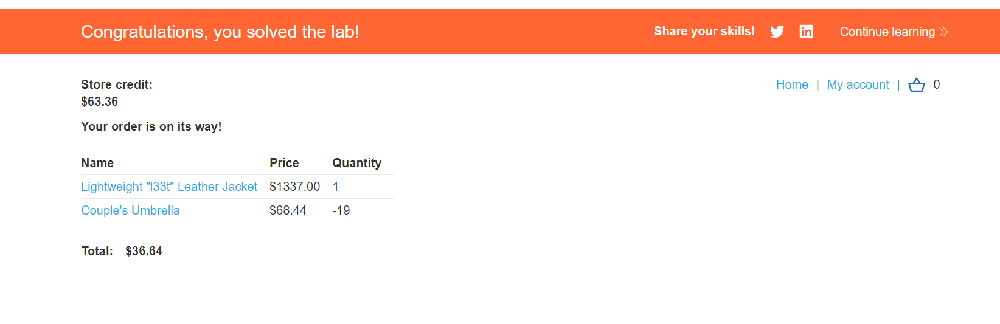 Congratulations, you solved the lab!
Share your skills!
Continue learning >>
Store credit:
$63.36
Home | My account | 0
Your order is on its way!
Name Price Quantity
Lightweight "l33t" Leather Jacket $1337.00 1
Couple's Umbrella $68.44 -19
Total: $36.64